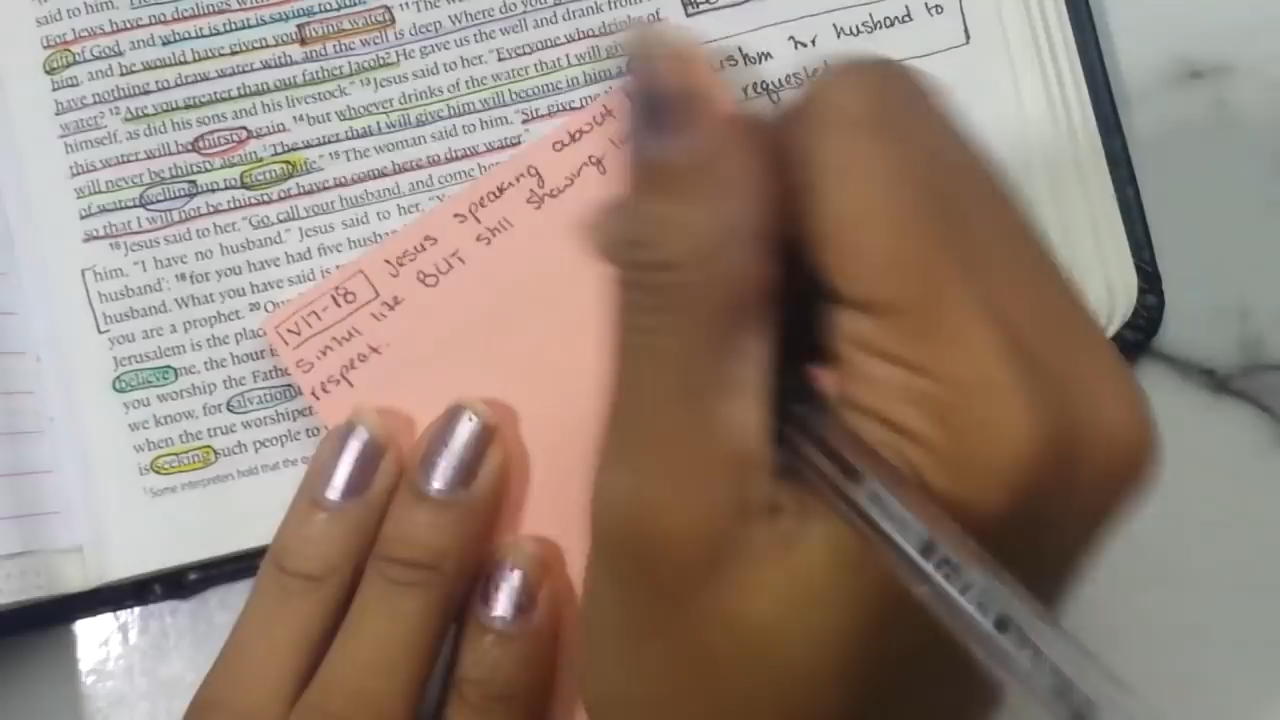 said to him,
(For Jews have no dealings with
gift of God, and who it is that is saying to you,
him, and he would have given you living water." 11 The
have nothing to draw water with, and the well is deep. Where do you
water? 12 Are you greater than our father Jacob? He gave us the well and drank from
himself, as did his sons and his livestock." 13 Jesus said to her, "Everyone who drinks of
this water will be thirsty again, 14 but whoever drinks of the water that I will give
will never be thirsty again. The water that I will give him will become in him a
of water welling up to eternal life." 15 The woman said to him, "Sir, give me
so that I will not be thirsty or have to come here to draw water."
16 Jesus said to her, "Go, call your husband, and come
him, "I have no husband." Jesus said to her,
husband'; 18 for you have had five
husband. What you have said is
you are a prophet. 20
Jerusalem is the
believe me, the hour
you worship the
we know, for salvation
when the true
is seeking such people to
1 Some interpreters hold that the
for husband to
requested
V17-18 Jesus speaking about
sinful life BUT still showing
respect.